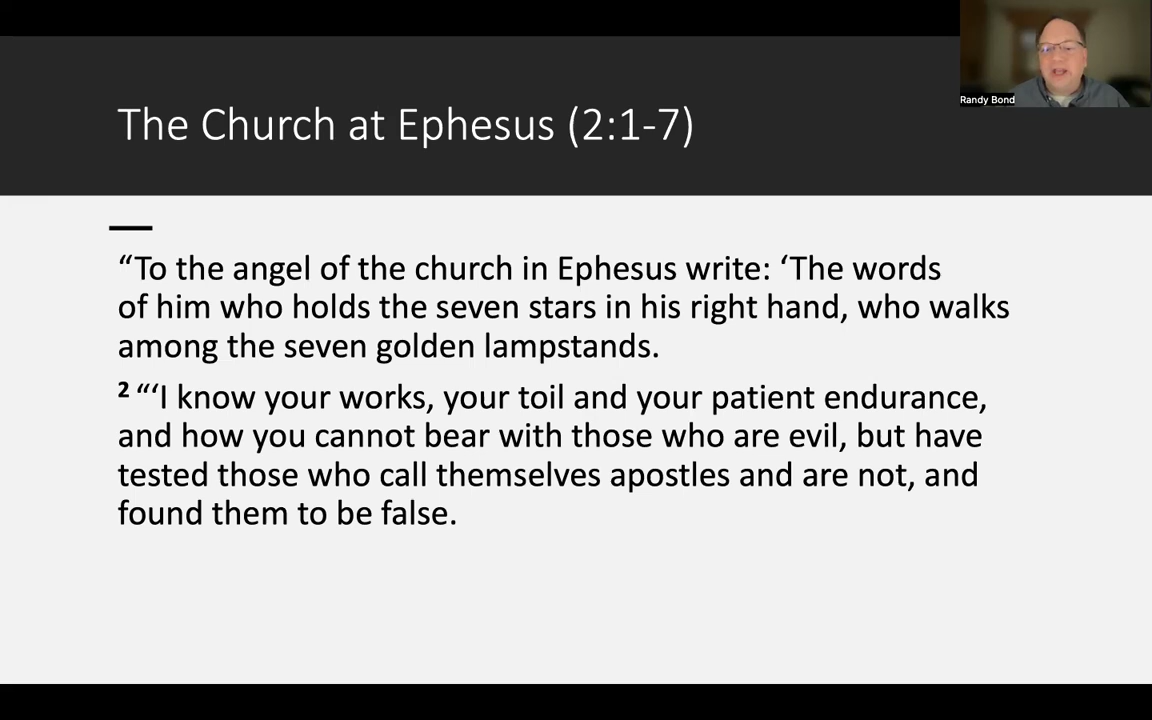 Randy Bond
The Church at Ephesus (2:1-7)
“To the angel of the church in Ephesus write: ‘The words
of him who holds the seven stars in his right hand, who walks
among the seven golden lampstands.
2 “‘I know your works, your toil and your patient endurance,
and how you cannot bear with those who are evil, but have
tested those who call themselves apostles and are not, and
found them to be false.